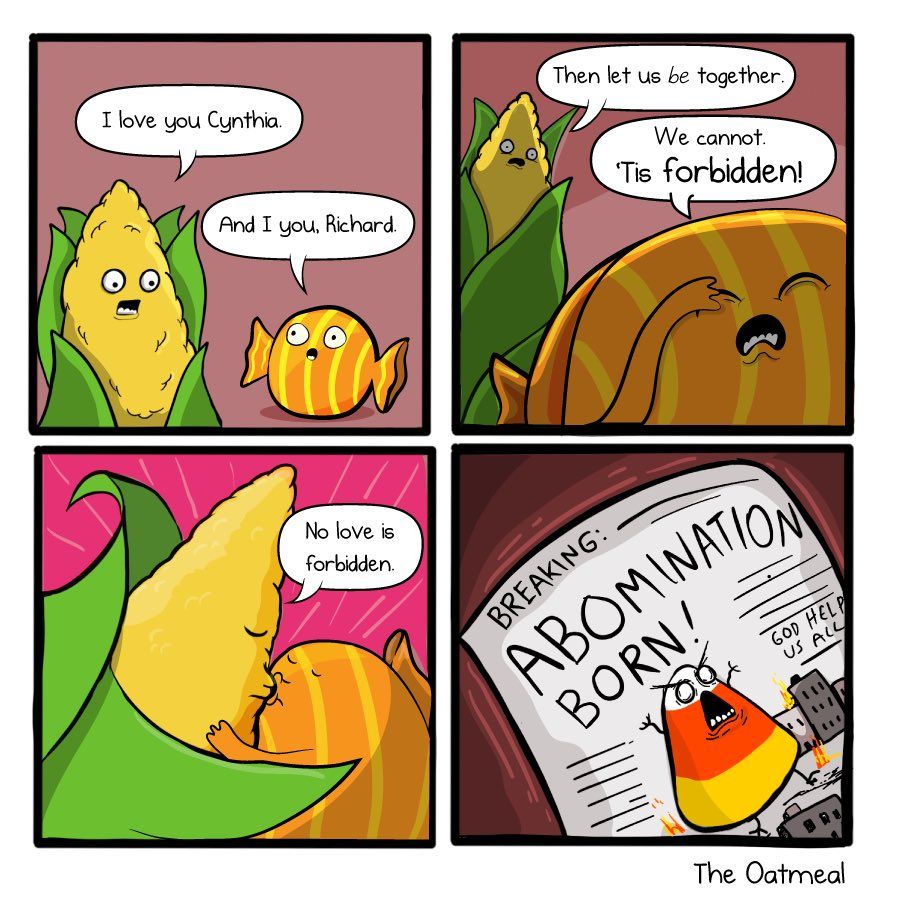 I love you Cynthia.
And I you, Richard.
Then let us be together.
We cannot.
'Tis forbidden!
No love is
forbidden.
BREAKING:
ABOMINATION
BORN!
GOD HELP
US ALL
The Oatmeal